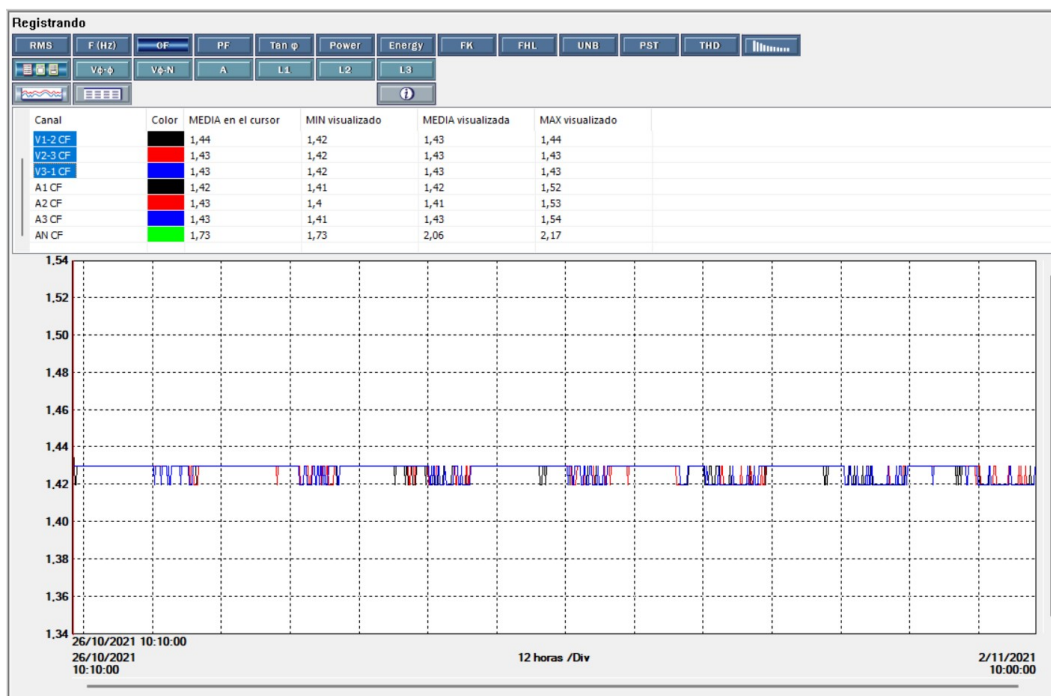 Registrando
RMS F (Hz) CF PF Tan φ Power Energy FK FHL UNB PST THD
Vφ-φ Vφ-N A L1 L2 L3
Canal Color MEDIA en el cursor MIN visualizado MEDIA visualizada MAX visualizado
V1-2 CF 1,44 1,42 1,43 1,44
V2-3 CF 1,43 1,42 1,43 1,43
V3-1 CF 1,43 1,42 1,43 1,43
A1 CF 1,42 1,41 1,42 1,52
A2 CF 1,43 1,4 1,41 1,53
A3 CF 1,43 1,41 1,43 1,54
AN CF 1,73 1,73 2,06 2,17
1,54
1,52
1,50
1,48
1,46
1,44
1,42
1,40
1,38
1,36
1,34
26/10/2021 10:10:00
26/10/2021 12 horas /Div 2/11/2021
10:10:00 10:00:00